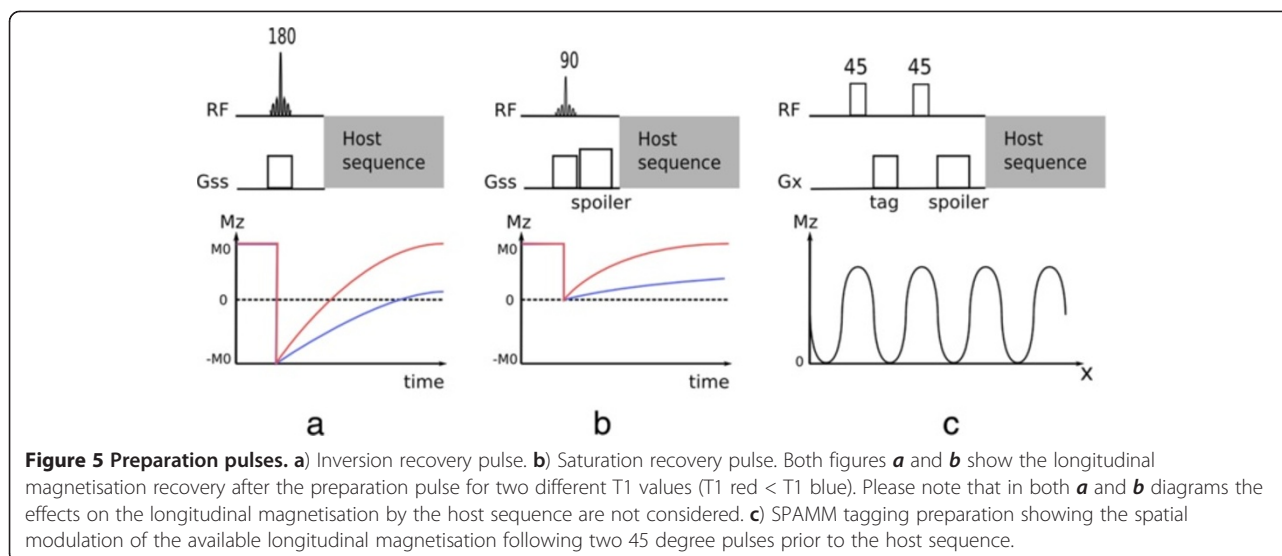 180
RF
Host
sequence
Gss
Mz
M0
0
-M0
time
a
90
RF
Host
sequence
Gss
spoiler
Mz
M0
0
-M0
time
b
45 45
RF
Host
sequence
Gx
tag spoiler
Mz
0
X
c
Figure 5 Preparation pulses. a) Inversion recovery pulse. b) Saturation recovery pulse. Both figures a and b show the longitudinal
magnetisation recovery after the preparation pulse for two different T1 values (T1 red < T1 blue). Please note that in both a and b diagrams the
effects on the longitudinal magnetisation by the host sequence are not considered. c) SPAMM tagging preparation showing the spatial
modulation of the available longitudinal magnetisation following two 45 degree pulses prior to the host sequence.